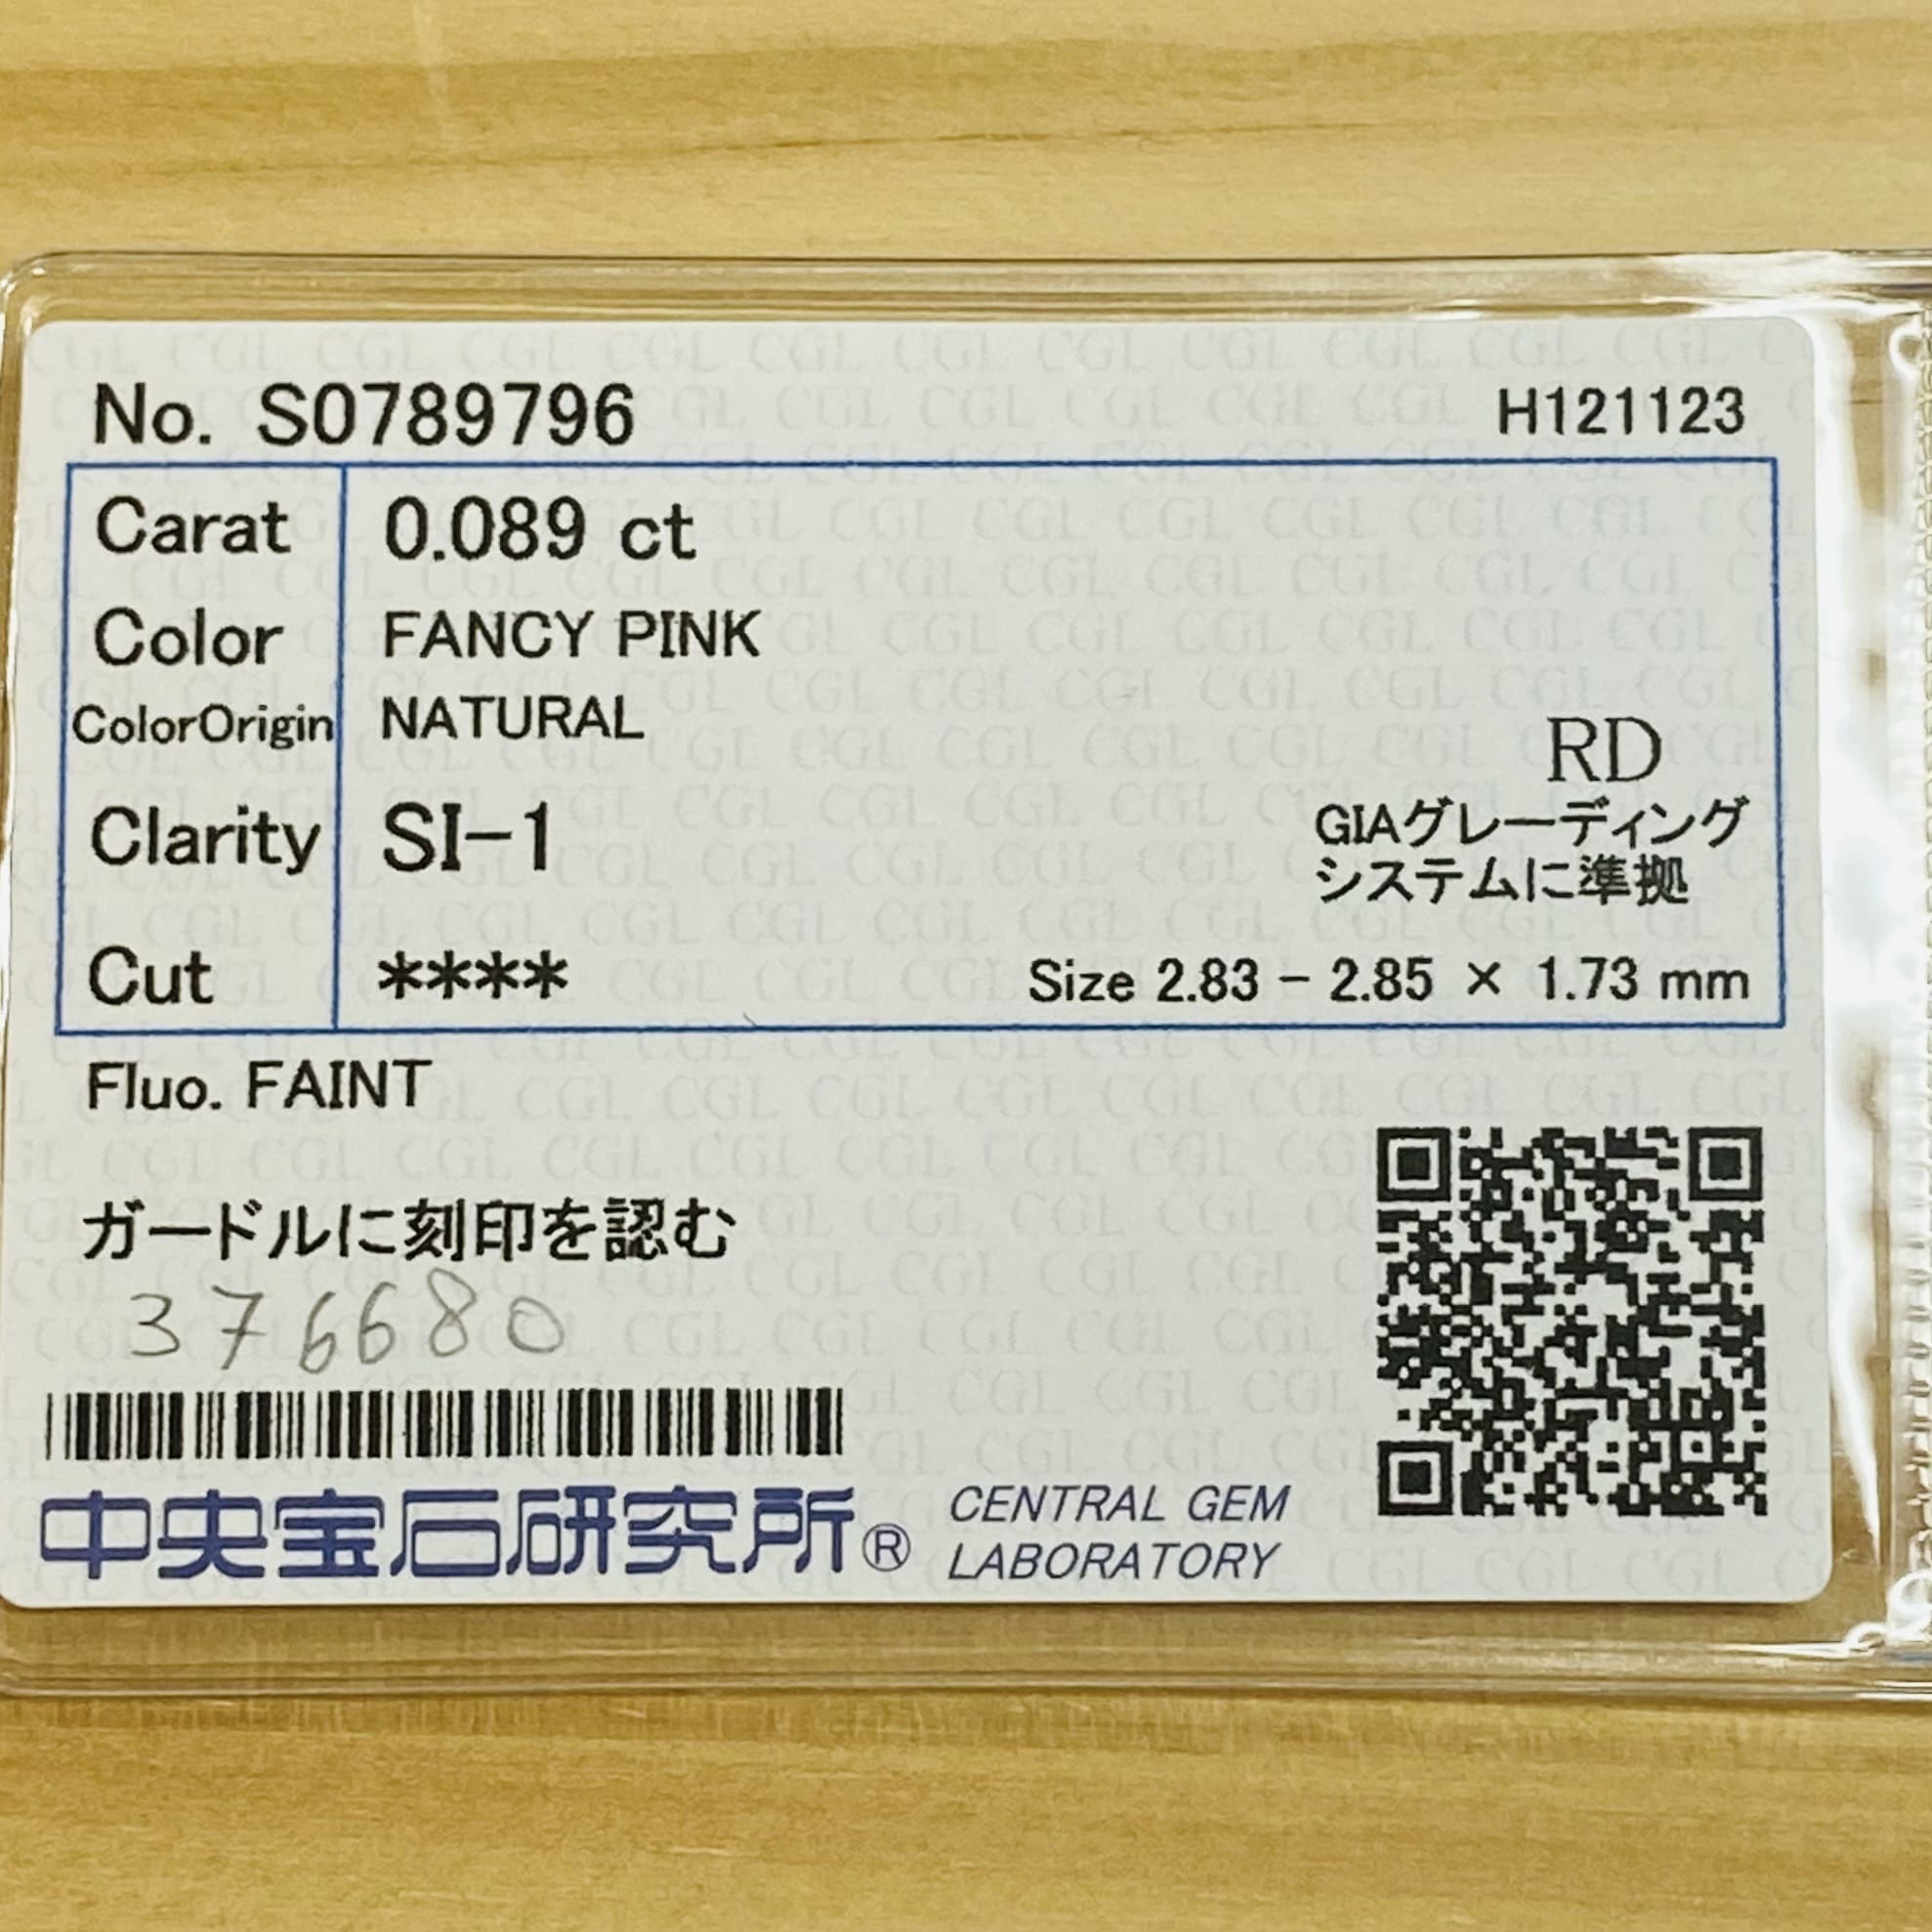 No. S0789796 H121123
Carat 0.089 ct
Color FANCY PINK
ColorOrigin NATURAL
RD
Clarity SI-1
GIAグレーディング
システムに準拠
Cut **** Size 2.83 - 2.85 × 1.73 mm
Fluo. FAINT
ガードルに刻印を認む
376680
中央宝石研究所® CENTRAL GEM
LABORATORY